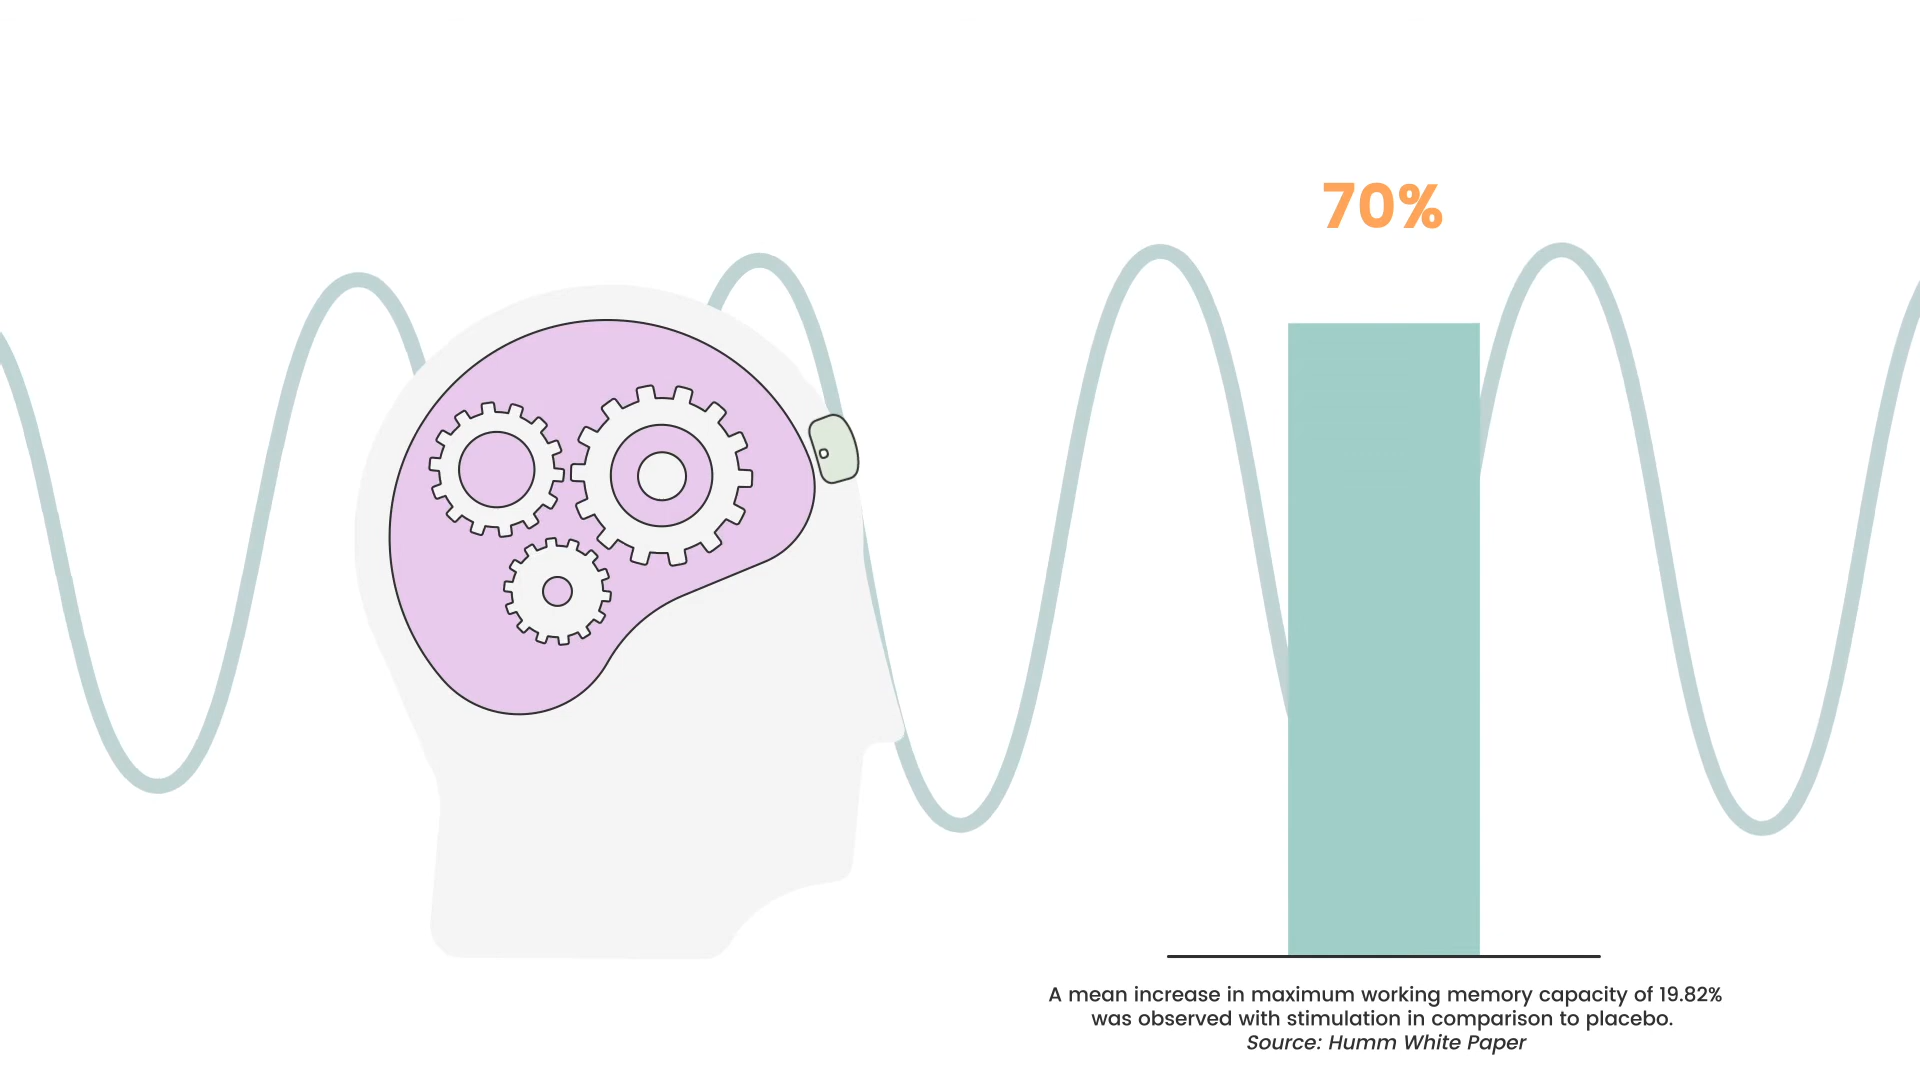 70%
A mean increase in maximum working memory capacity of 19.82%
was observed with stimulation in comparison to placebo.
Source: Humm White Paper